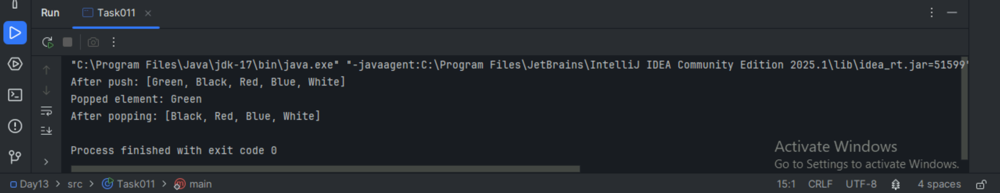 Run Task011
"C:\Program Files\Java\jdk-17\bin\java.exe" "-javaagent:C:\Program Files\JetBrains\IntelliJ IDEA Community Edition 2025.1\lib\idea_rt.jar=51599"
After push: [Green, Black, Red, Blue, White]
Popped element: Green
After popping: [Black, Red, Blue, White]
Process finished with exit code 0
Activate Windows
Go to Settings to activate Windows.
Day13 > src > Task011 > main 15:1 CRLF UTF-8 4 spaces